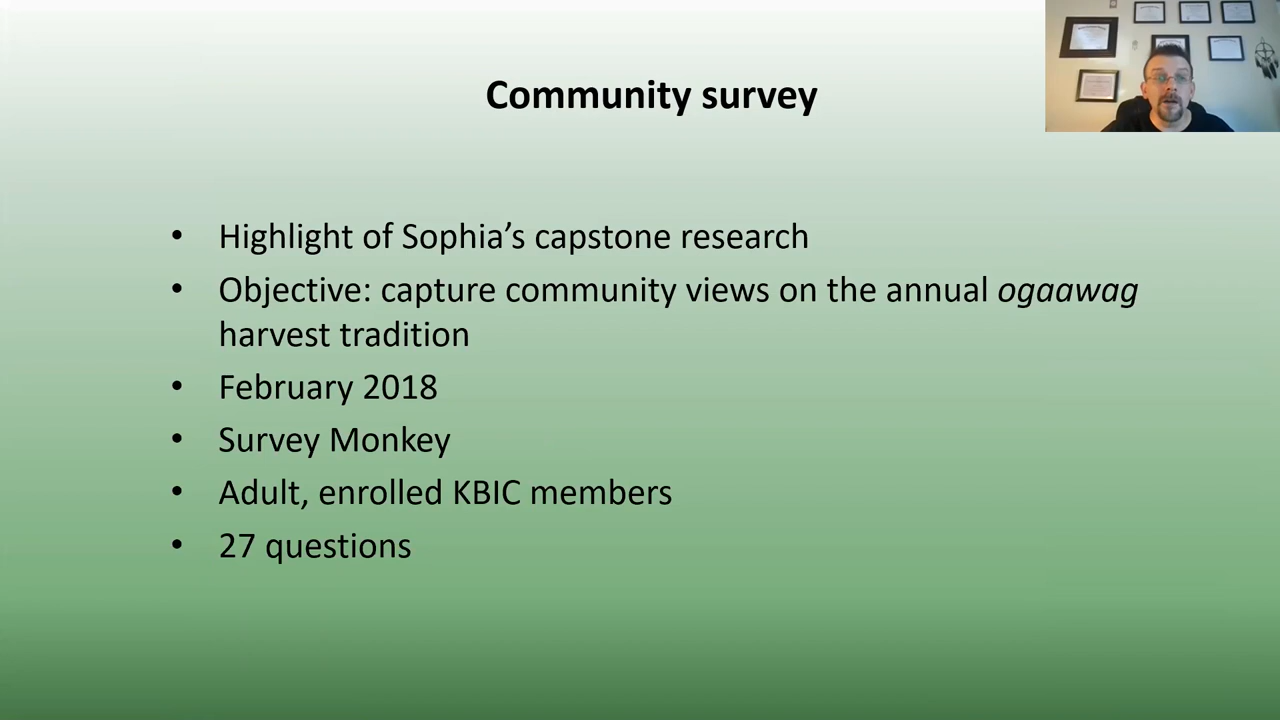 Community survey
• Highlight of Sophia’s capstone research
• Objective: capture community views on the annual ogaawag
harvest tradition
• February 2018
• Survey Monkey
• Adult, enrolled KBIC members
• 27 questions